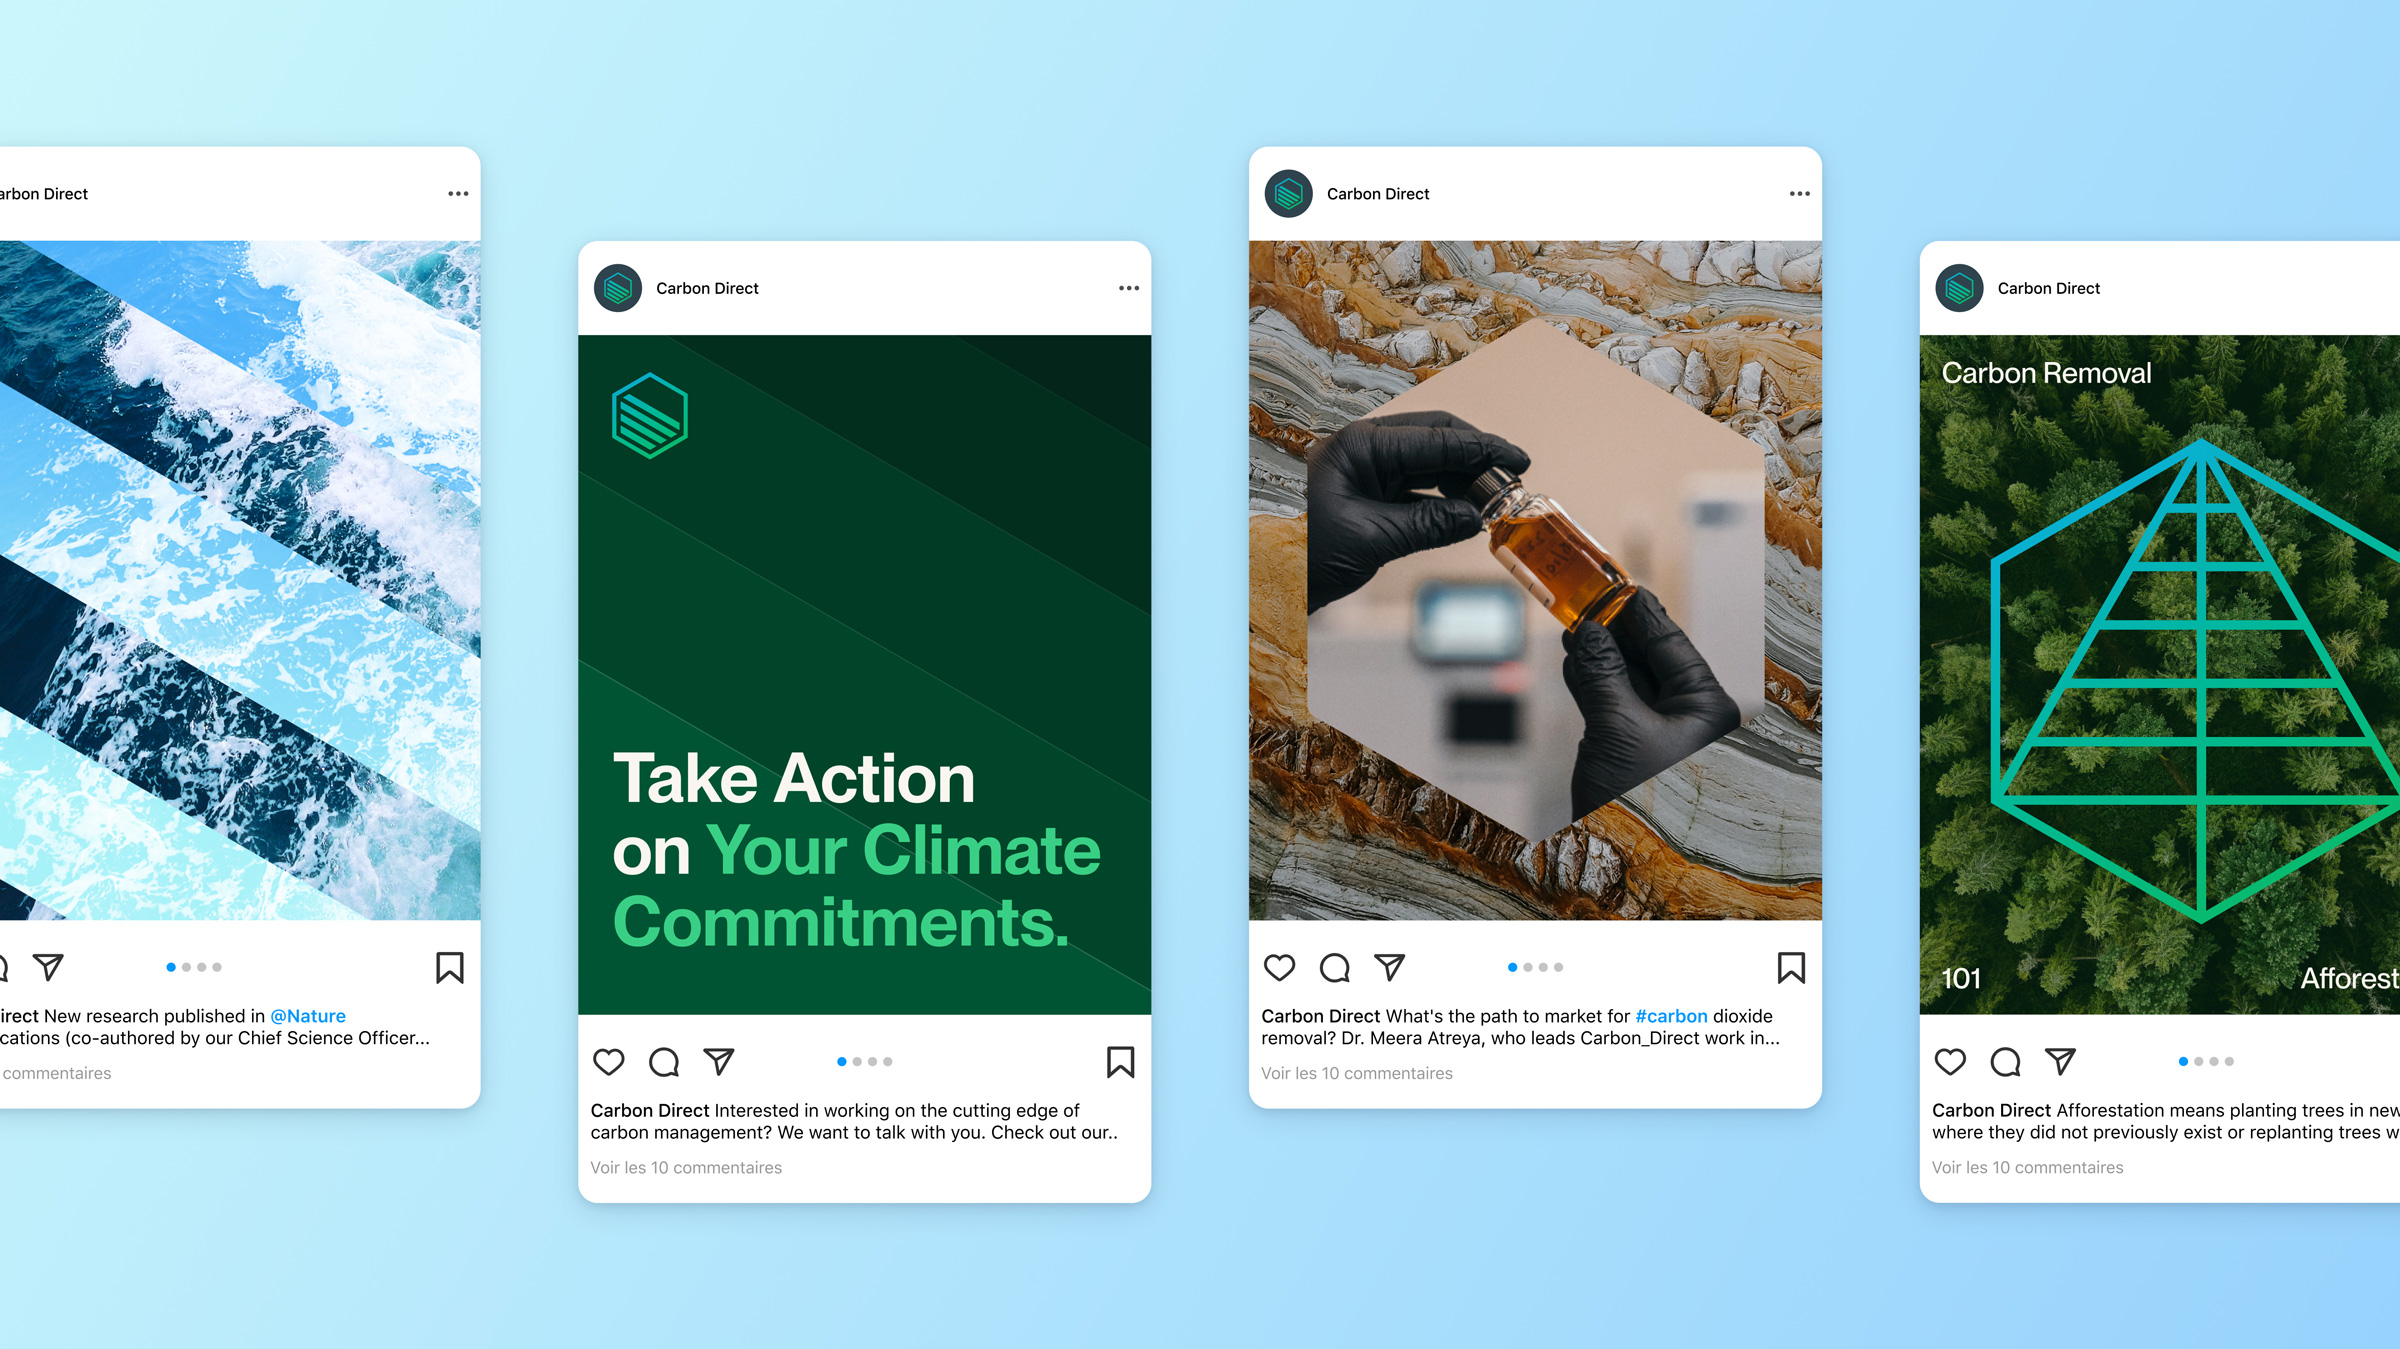 arbon Direct
irect New research published in @Nature
cations (co-authored by our Chief Science Officer...
commentaires
Carbon Direct
Take Action
on Your Climate
Commitments.
Carbon Direct Interested in working on the cutting edge of
carbon management? We want to talk with you. Check out our..
Voir les 10 commentaires
Carbon Direct
Carbon Direct What's the path to market for #carbon dioxide
removal? Dr. Meera Atreya, who leads Carbon_Direct work in...
Voir les 10 commentaires
Carbon Direct
Carbon Removal
101
Afforest
Carbon Direct Afforestation means planting trees in new
where they did not previously exist or replanting trees w
Voir les 10 commentaires